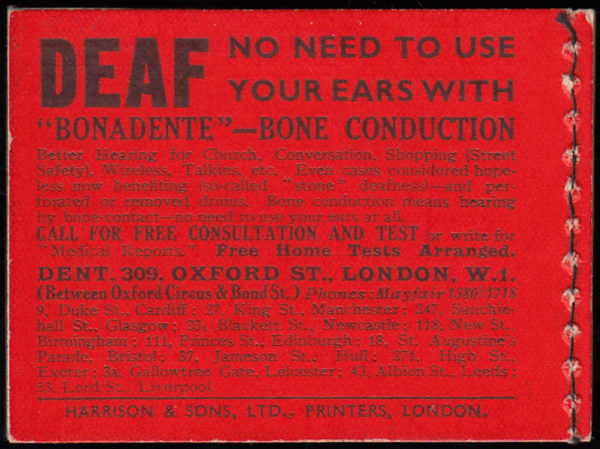 DEAF NO NEED TO USE
YOUR EARS WITH
"BONADENTE"—BONE CONDUCTION
Better Hearing for Church, Conversation, Shopping (Street
Safety), Wireless, Talkies, etc. Even cases considered hope-
less now benefiting (so-called "stone" deafness)—and per-
forated or removed drums. Bone conduction means hearing
by bone-contact—no need to use your ears at all.
CALL FOR FREE CONSULTATION AND TEST or write for
"Medical Reports." Free Home Tests Arranged.
DENT, 309, OXFORD ST., LONDON, W.1.
(Between Oxford Circus & Bond St.) Phones: Mayfair 1380/1718
9, Duke St., Cardiff; 27, King St., Manchester; 247, Sauchie-
hall St., Glasgow; 23, Blackett St., Newcastle; 118, New St.,
Birmingham; 111, Princes St., Edinburgh; 18, St. Augustine's
Parade, Bristol; 37, Jameson St., Hull; 271, High St.,
Exeter; 3a, Gallowtree Gate, Leicester; 43, Albion St., Leeds;
53, Lord St., Liverpool.
HARRISON & SONS, LTD., PRINTERS, LONDON.